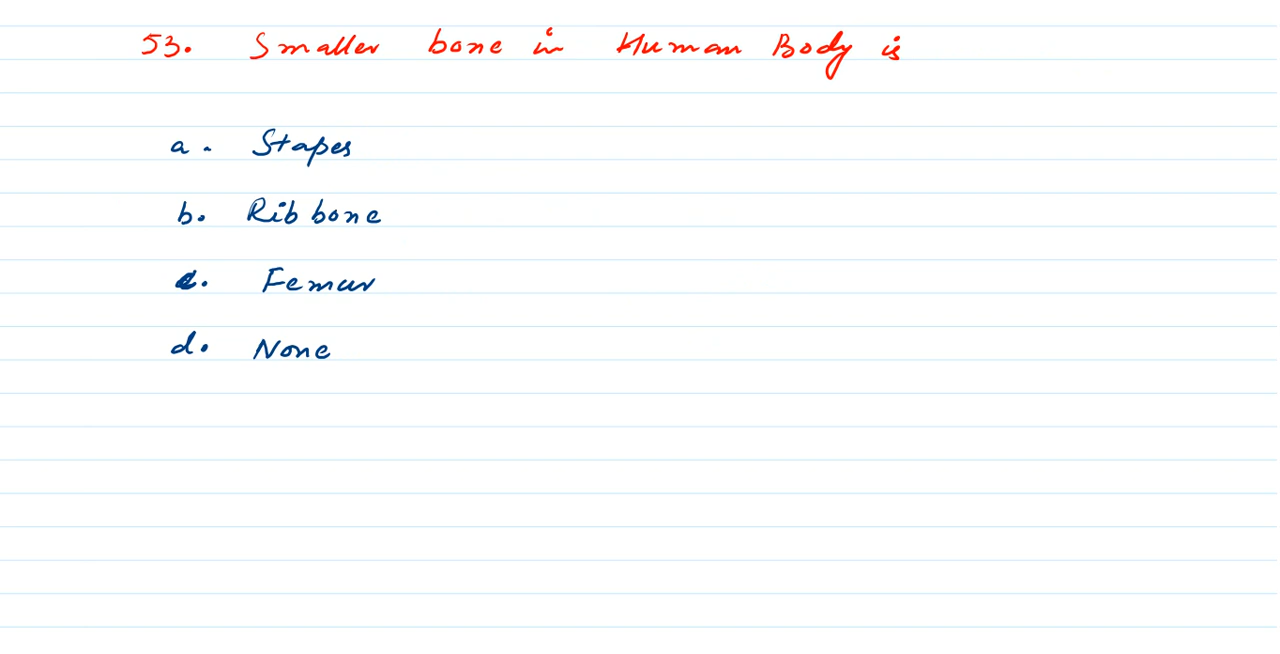 53. Smaller bone in Human Body is
a. Stapes
b. Rib bone
c. Femur
d. None